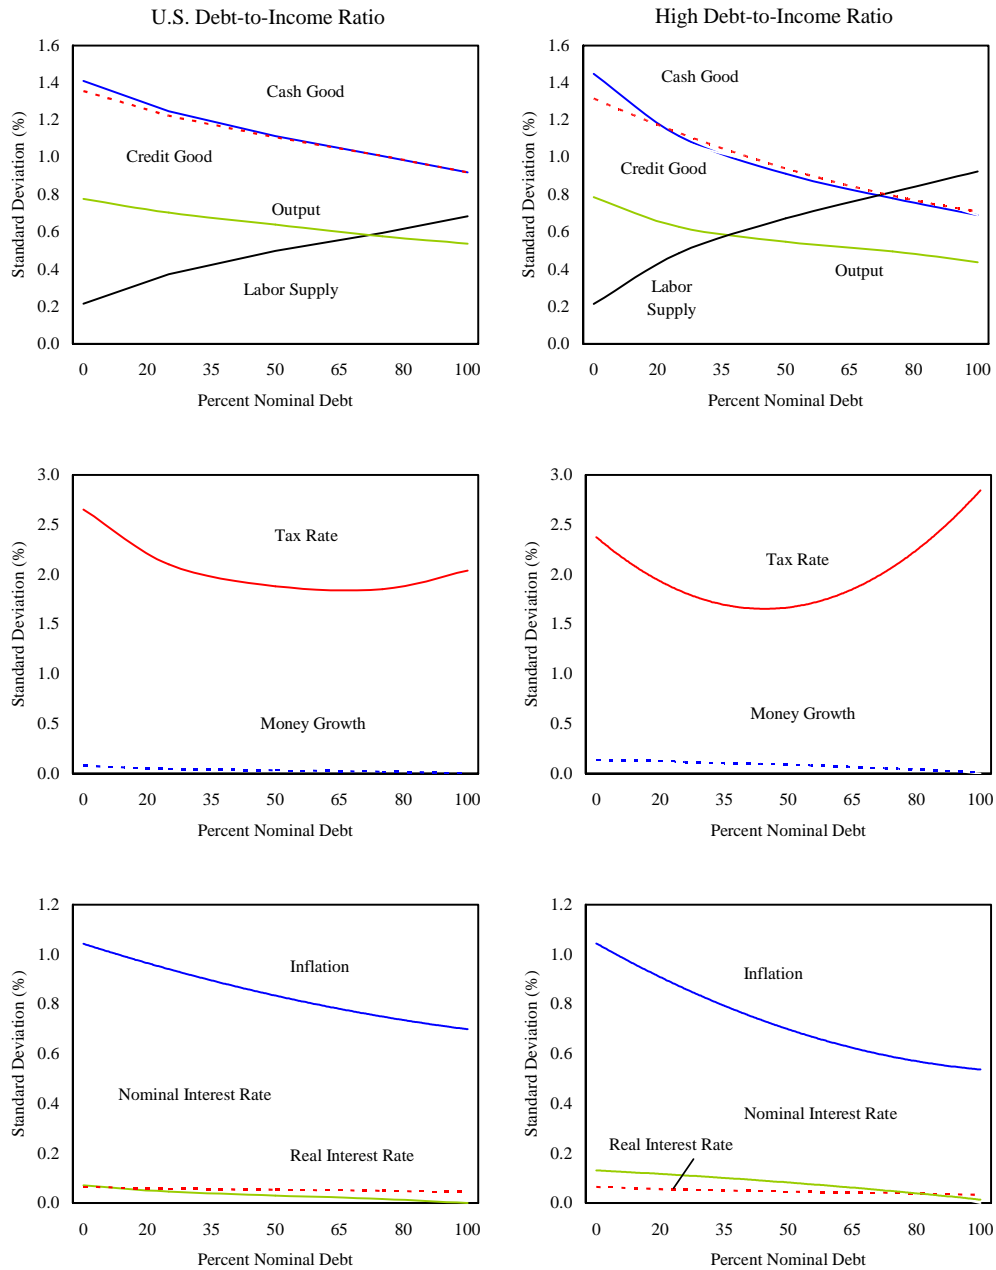 U.S. Debt-to-Income Ratio
High Debt-to-Income Ratio
Standard Deviation (%)
1.6
1.4
1.2
1.0
0.8
0.6
0.4
0.2
0.0
Cash Good
Credit Good
Output
Labor Supply
0 20 35 50 65 80 100
Percent Nominal Debt
Standard Deviation (%)
1.6
1.4
1.2
1.0
0.8
0.6
0.4
0.2
0.0
Cash Good
Credit Good
Output
Labor
Supply
0 20 35 50 65 80 100
Percent Nominal Debt
Standard Deviation (%)
3.0
2.5
2.0
1.5
1.0
0.5
0.0
Tax Rate
Money Growth
0 20 35 50 65 80 100
Percent Nominal Debt
Standard Deviation (%)
3.0
2.5
2.0
1.5
1.0
0.5
0.0
Tax Rate
Money Growth
0 20 35 50 65 80 100
Percent Nominal Debt
Standard Deviation (%)
1.2
1.0
0.8
0.6
0.4
0.2
0.0
Inflation
Nominal Interest Rate
Real Interest Rate
0 20 35 50 65 80 100
Percent Nominal Debt
Standard Deviation (%)
1.2
1.0
0.8
0.6
0.4
0.2
0.0
Inflation
Nominal Interest Rate
Real Interest Rate
0 20 35 50 65 80 100
Percent Nominal Debt